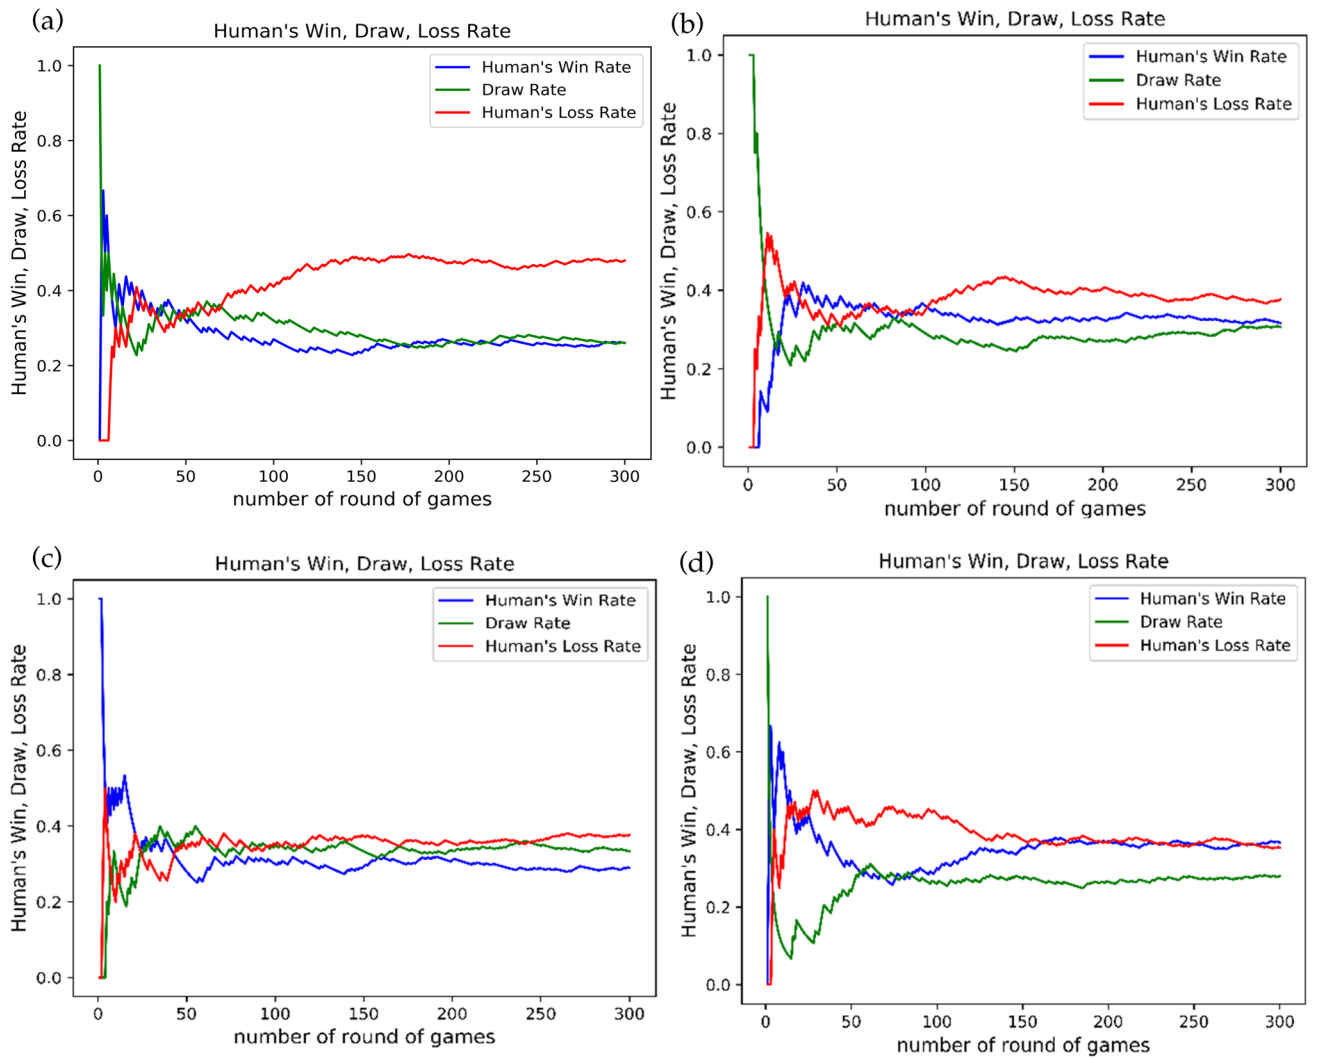 (a)
Human's Win, Draw, Loss Rate
Human's Win, Draw, Loss Rate
1.0
0.8
0.6
0.4
0.2
0.0
Human's Win Rate
Draw Rate
Human's Loss Rate
0 50 100 150 200 250 300
number of round of games
(b)
Human's Win, Draw, Loss Rate
Human's Win, Draw, Loss Rate
1.0
0.8
0.6
0.4
0.2
0.0
Human's Win Rate
Draw Rate
Human's Loss Rate
0 50 100 150 200 250 300
number of round of games
(c)
Human's Win, Draw, Loss Rate
Human's Win, Draw, Loss Rate
1.0
0.8
0.6
0.4
0.2
0.0
Human's Win Rate
Draw Rate
Human's Loss Rate
0 50 100 150 200 250 300
number of round of games
(d)
Human's Win, Draw, Loss Rate
Human's Win, Draw, Loss Rate
1.0
0.8
0.6
0.4
0.2
0.0
Human's Win Rate
Draw Rate
Human's Loss Rate
0 50 100 150 200 250 300
number of round of games